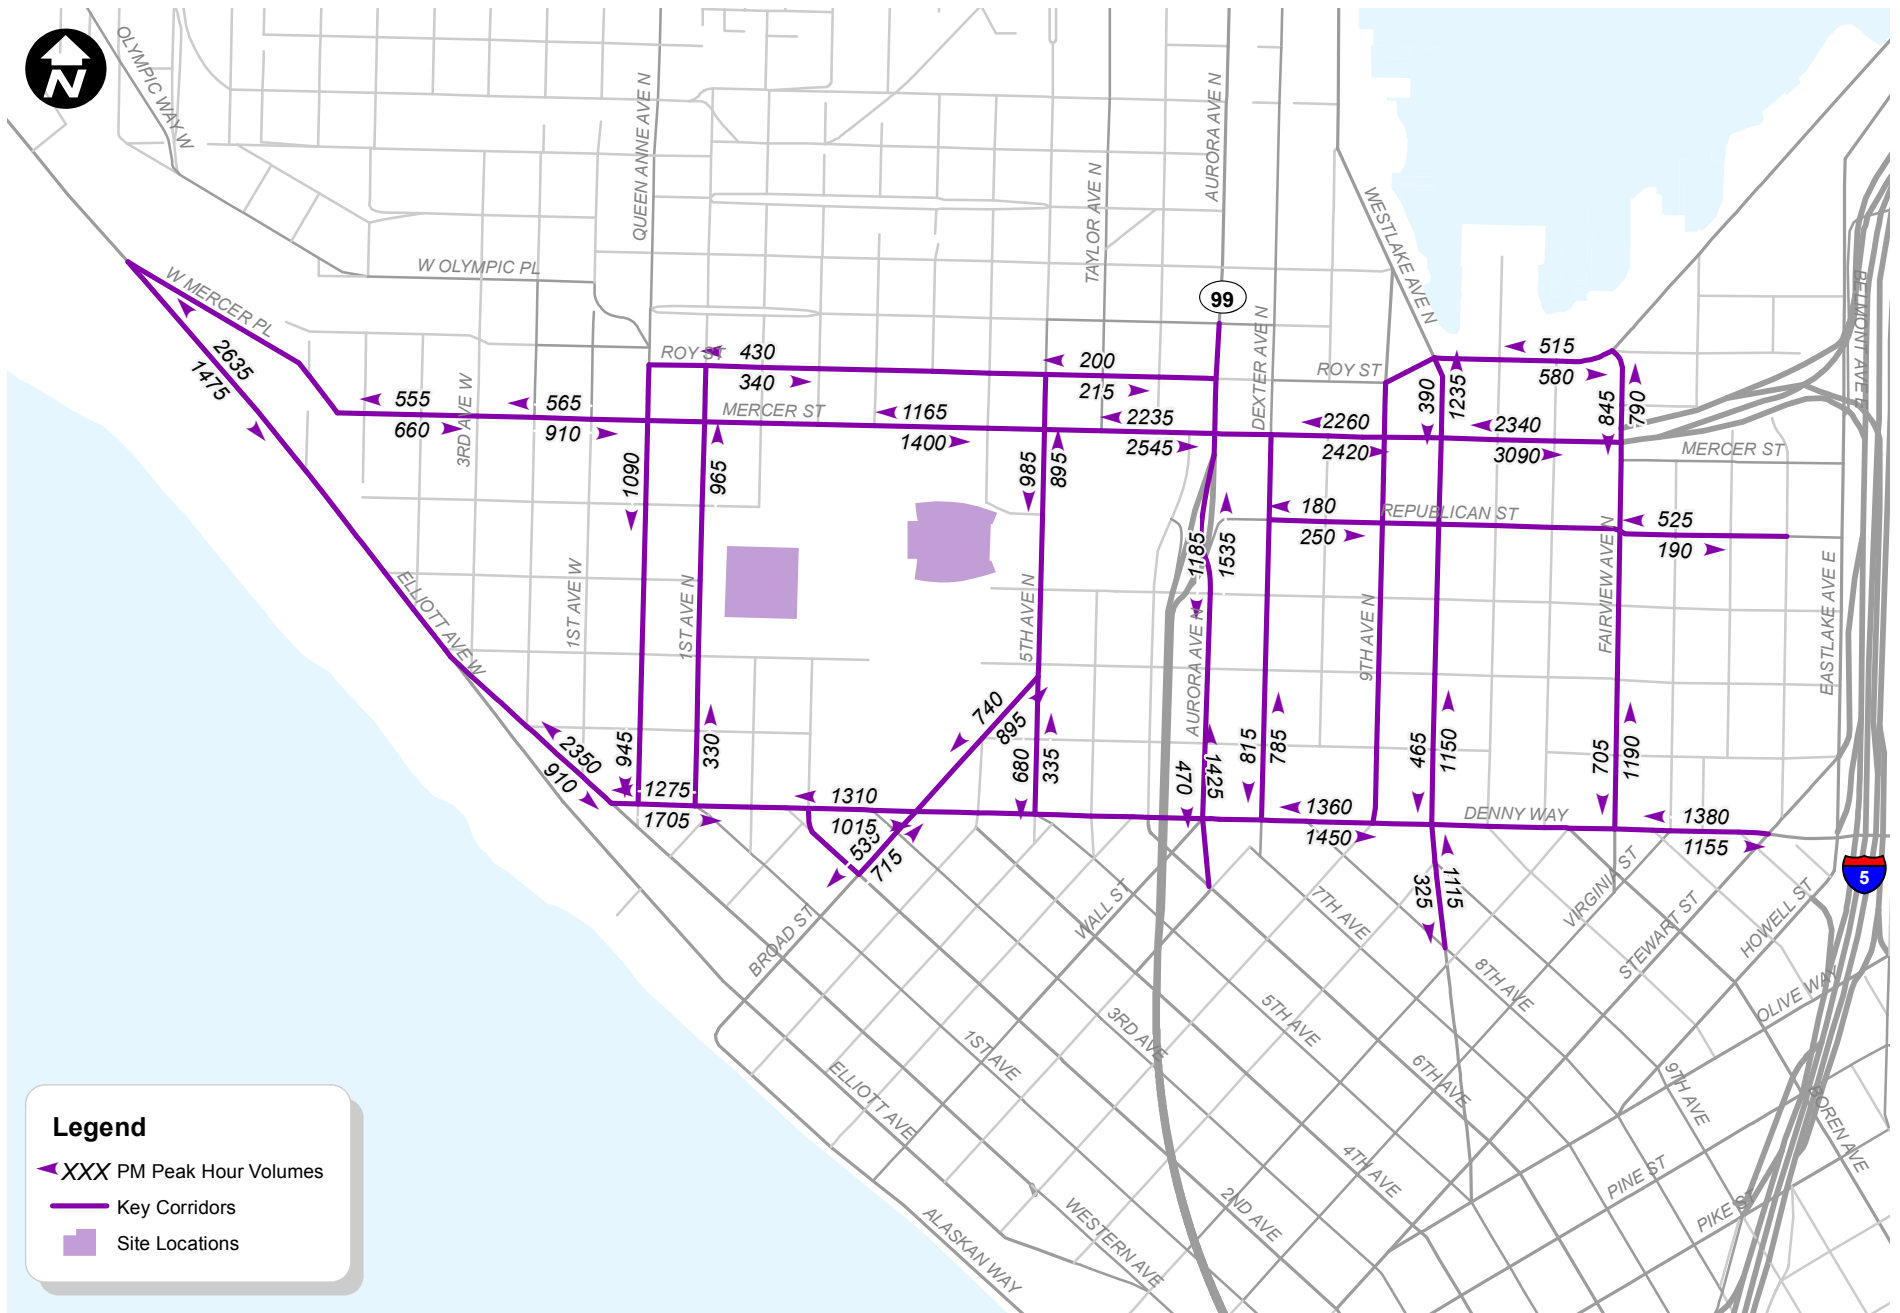 N
OLYMPIC WAY W
QUEEN ANNE AVE N
AURORA AVE N
TAYLOR AVE N
WESTLAKE AVE N
W OLYMPIC PL
W MERCER PL
99
DEXTER AVE N
BELMONT AVE E
ROY ST
430
340
200
215
ROY ST
515
580
390
1235
845
790
2635
1475
555
660
3RD AVE W
565
910
MERCER ST
1165
1400
2235
2545
2260
2420
2340
3090
MERCER ST
1090
965
985
895
180
250
REPUBLICAN ST
525
190
1185
1535
FAIRVIEW AVE N
EASTLAKE AVE E
ELLIOTT AVE W
1ST AVE W
1ST AVE N
5TH AVE N
AURORA AVE N
9TH AVE N
740
895
2350
910
945
330
680
335
470
1425
815
785
465
1150
705
1190
1275
1705
1310
1015
1360
1450
DENNY WAY
1380
1155
715
325
1115
5
BROAD ST
WALL ST
7TH AVE
VIRGINIA ST
STEWART ST
HOWELL ST
8TH AVE
OLIVE WAY
1ST AVE
3RD AVE
5TH AVE
6TH AVE
9TH AVE
BOREN AVE
ELLIOTT AVE
4TH AVE
2ND AVE
PINE ST
PIKE ST
WESTERN AVE
ALASKAN WAY
Legend
XXX PM Peak Hour Volumes
Key Corridors
Site Locations